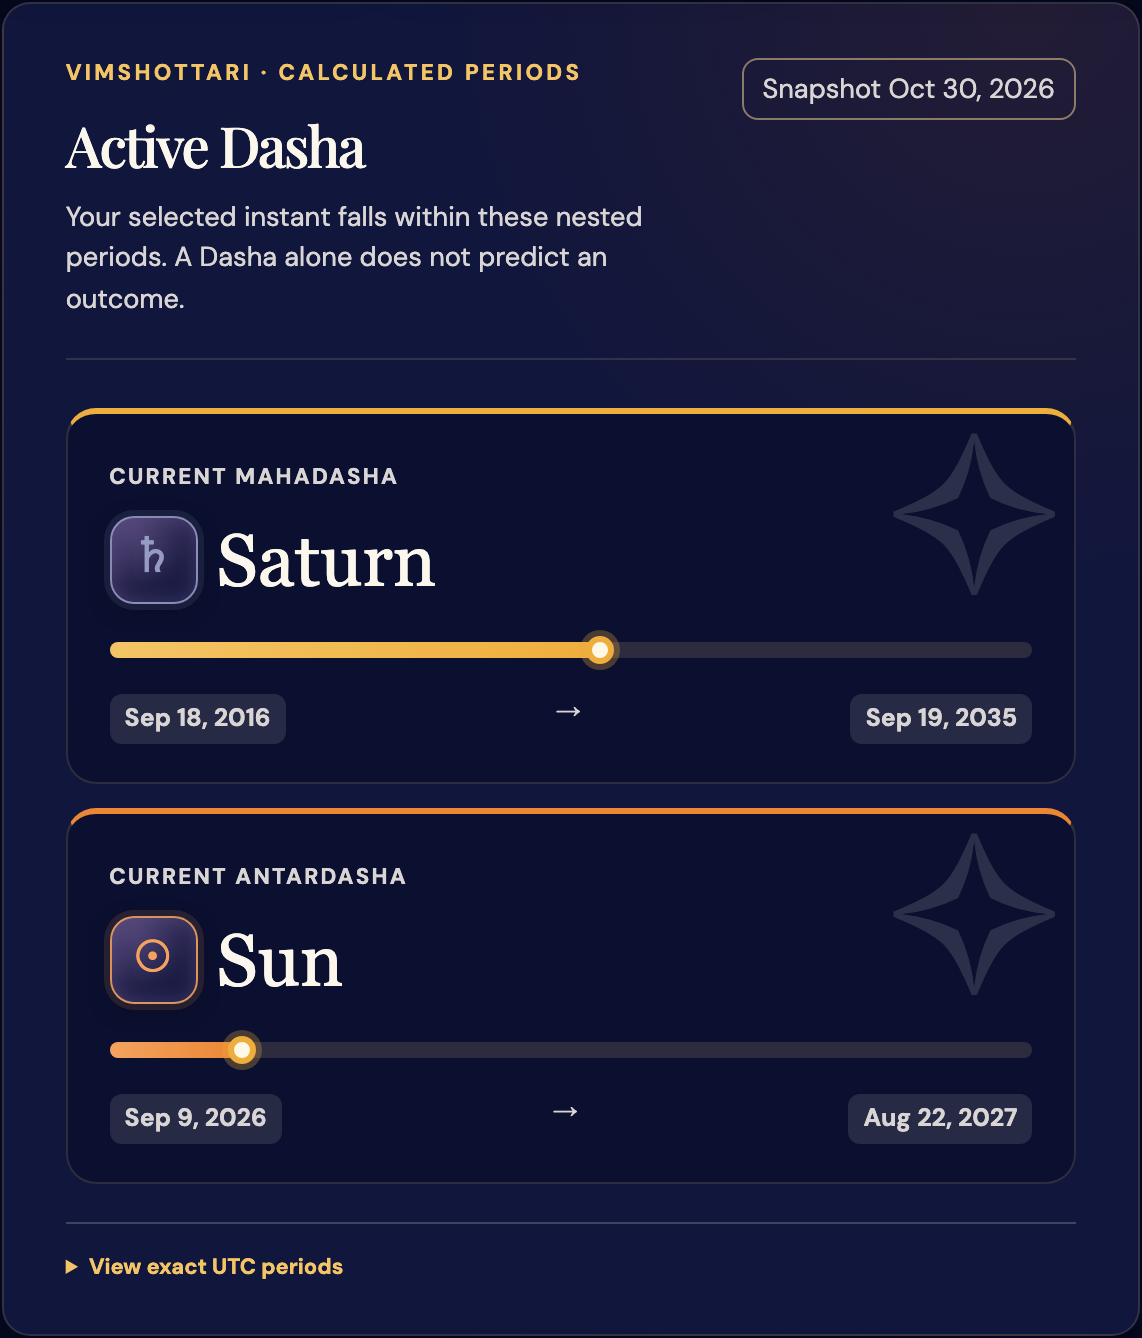 VIMSHOTTARI · CALCULATED PERIODS
Snapshot Oct 30, 2026
Active Dasha
Your selected instant falls within these nested
periods. A Dasha alone does not predict an
outcome.
CURRENT MAHADASHA
♄ Saturn
Sep 18, 2016 → Sep 19, 2035
CURRENT ANTARDASHA
☉ Sun
Sep 9, 2026 → Aug 22, 2027
▶ View exact UTC periods